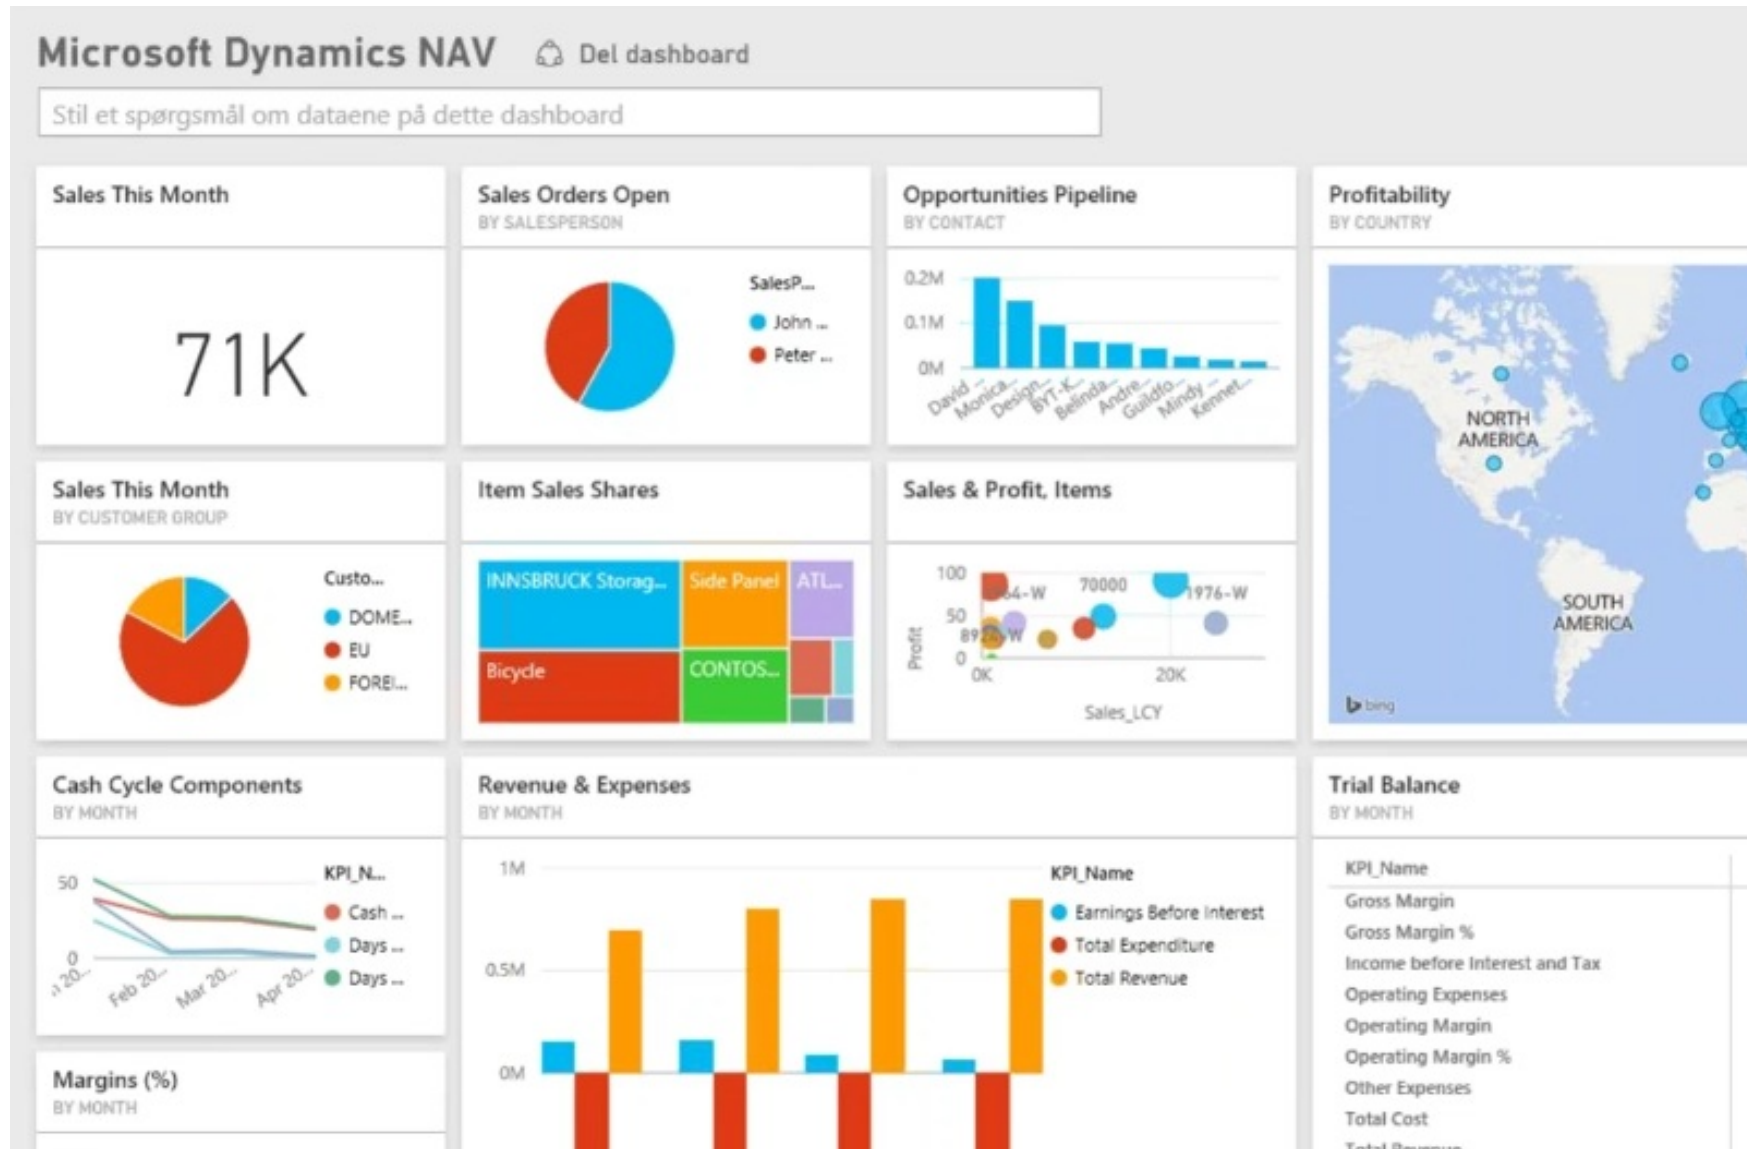 Microsoft Dynamics NAV Del dashboard
Stil et spørgsmål om dataene på dette dashboard
Sales This Month
71K
Sales Orders Open
BY SALESPERSON
SalesP...
John ...
Peter ...
Opportunities Pipeline
BY CONTACT
0.2M
0.1M
0M
David ...
Monica...
Design...
BYT-K...
Belinda...
Andre...
Guildfo...
Mindy ...
Kennet...
Profitability
BY COUNTRY
NORTH
AMERICA
SOUTH
AMERICA
bing
Sales This Month
BY CUSTOMER GROUP
Custo...
DOME...
EU
FOREI...
Item Sales Shares
INNSBRUCK Storag...
Side Panel
ATL...
Bicycle
CONTOS...
Sales & Profit, Items
Profit
100
50
0
70000
1976-W
0K
20K
Sales_LCY
Cash Cycle Components
BY MONTH
50
0
Feb 20...
Mar 20...
Apr 20...
KPI_N...
Cash ...
Days ...
Days ...
Revenue & Expenses
BY MONTH
1M
0.5M
0M
KPI_Name
Earnings Before Interest
Total Expenditure
Total Revenue
Trial Balance
BY MONTH
KPI_Name
Gross Margin
Gross Margin %
Income before Interest and Tax
Operating Expenses
Operating Margin
Operating Margin %
Other Expenses
Total Cost
Margins (%)
BY MONTH